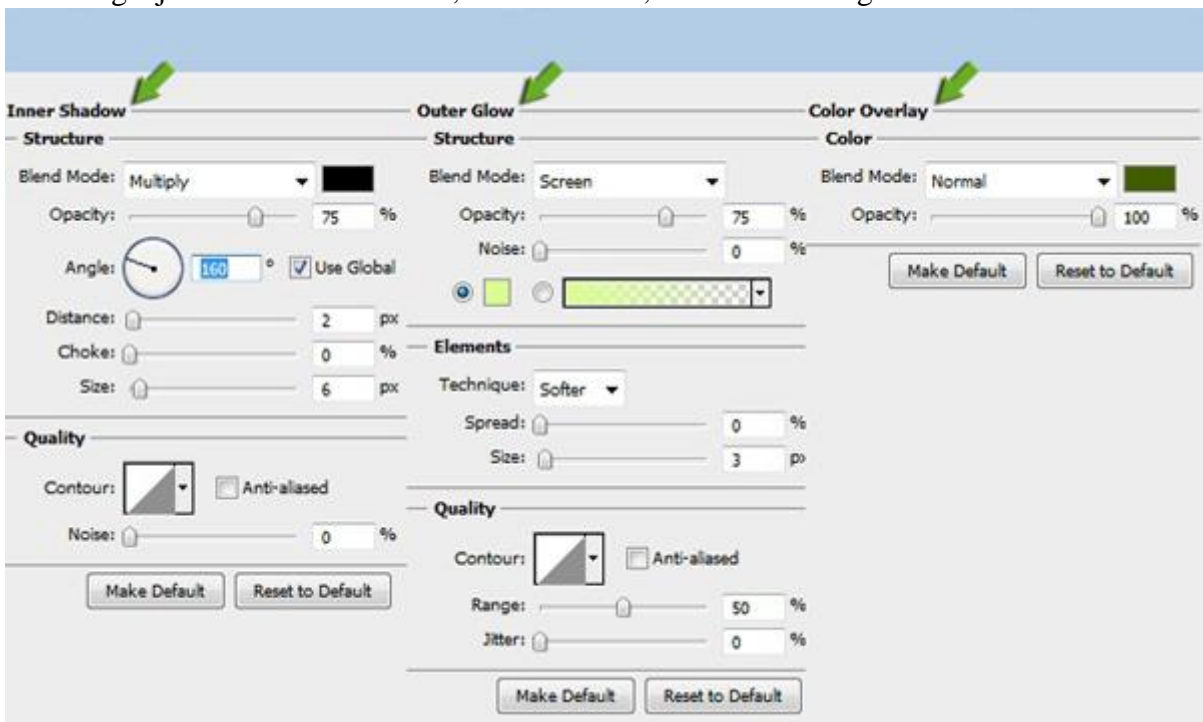 Inner Shadow
Structure
Blend Mode: Multiply
Opacity: 75 %
Angle: 160 ° Use Global
Distance: 2 px
Choke: 0 %
Size: 6 px
Quality
Contour: Anti-aliased
Noise: 0 %
Make Default Reset to Default
Outer Glow
Structure
Blend Mode: Screen
Opacity: 75 %
Noise: 0 %
Elements
Technique: Softer
Spread: 0 %
Size: 3 px
Quality
Contour: Anti-aliased
Range: 50 %
Jitter: 0 %
Make Default Reset to Default
Color Overlay
Color
Blend Mode: Normal
Opacity: 100 %
Make Default Reset to Default